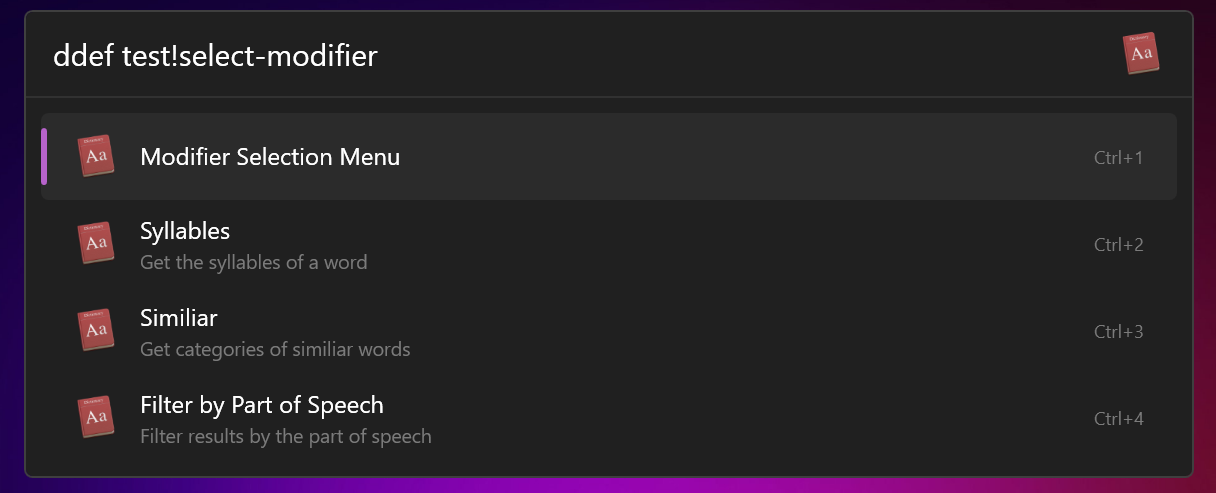 ddef test!select-modifier
Aa
Aa
Modifier Selection Menu
Ctrl+1
Aa
Syllables
Ctrl+2
Get the syllables of a word
Aa
Similiar
Ctrl+3
Get categories of similiar words
Aa
Filter by Part of Speech
Ctrl+4
Filter results by the part of speech